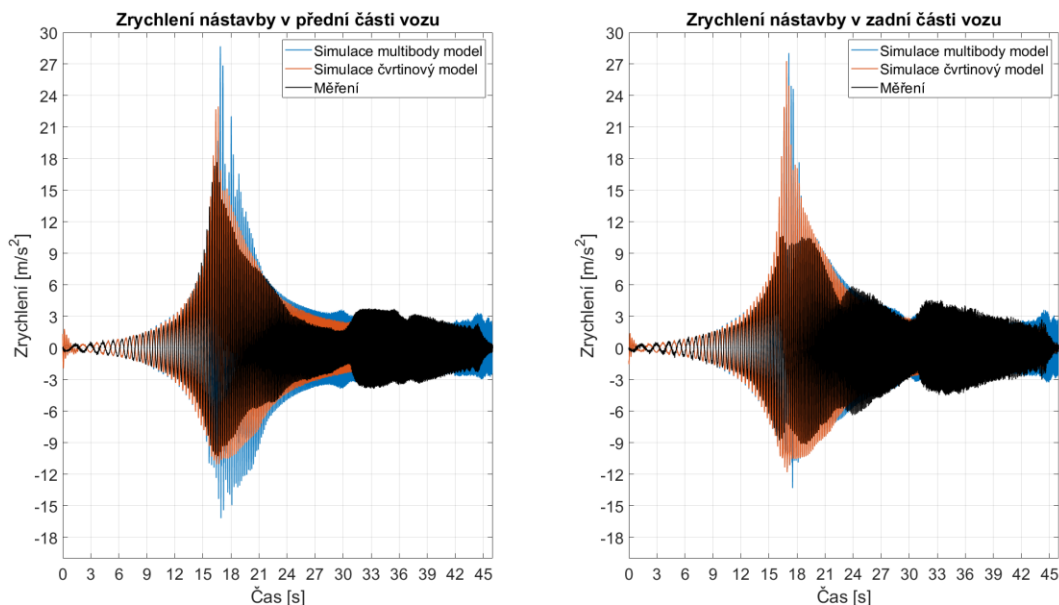 Zrychlení nástavby v přední části vozu
Simulace multibody model
Simulace čvrtinový model
Měření
30
27
24
21
18
15
12
9
6
3
0
-3
-6
-9
-12
-15
-18
Zrychlení [m/s²]
0 3 6 9 12 15 18 21 24 27 30 33 36 39 42 45
Čas [s]
Zrychlení nástavby v zadní části vozu
Simulace multibody model
Simulace čvrtinový model
Měření
30
27
24
21
18
15
12
9
6
3
0
-3
-6
-9
-12
-15
-18
Zrychlení [m/s²]
0 3 6 9 12 15 18 21 24 27 30 33 36 39 42 45
Čas [s]